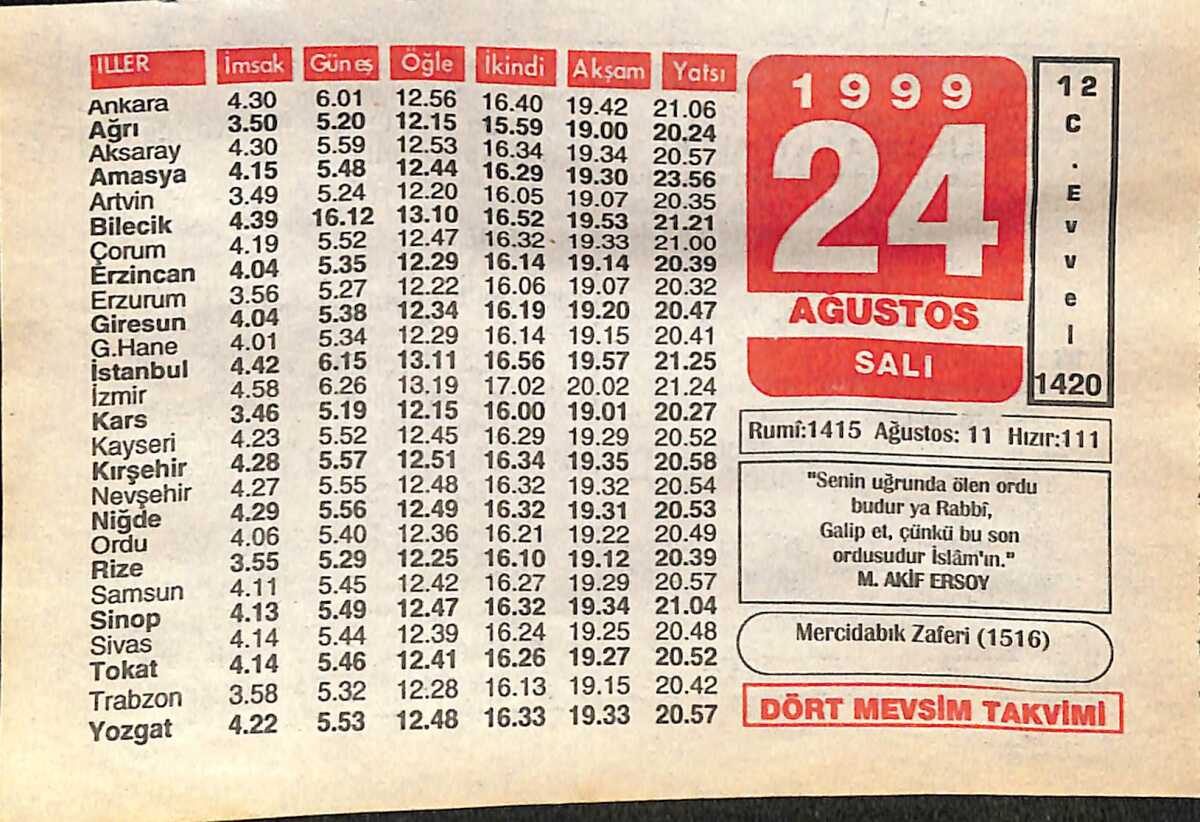 İLLER İmsak Güneş Öğle İkindi Akşam Yatsı
Ankara 4.30 6.01 12.56 16.40 19.42 21.06
Ağrı 3.50 5.20 12.15 15.59 19.00 20.24
Aksaray 4.30 5.59 12.53 16.34 19.34 20.57
Amasya 4.15 5.48 12.44 16.29 19.30 23.56
Artvin 3.49 5.24 12.20 16.05 19.07 20.35
Bilecik 4.39 16.12 13.10 16.52 19.53 21.21
Çorum 4.19 5.52 12.47 16.32 19.33 21.00
Erzincan 4.04 5.35 12.29 16.14 19.14 20.39
Erzurum 3.56 5.27 12.22 16.06 19.07 20.32
Giresun 4.04 5.38 12.34 16.19 19.20 20.47
G.Hane 4.01 5.34 12.29 16.14 19.15 20.41
İstanbul 4.42 6.15 13.11 16.56 19.57 21.25
İzmir 4.58 6.26 13.19 17.02 20.02 21.24
Kars 3.46 5.19 12.15 16.00 19.01 20.27
Kayseri 4.23 5.52 12.45 16.29 19.29 20.52
Kırşehir 4.28 5.57 12.51 16.34 19.35 20.58
Nevşehir 4.27 5.55 12.48 16.32 19.32 20.54
Niğde 4.29 5.56 12.49 16.32 19.31 20.53
Ordu 4.06 5.40 12.36 16.21 19.22 20.49
Rize 3.55 5.29 12.25 16.10 19.12 20.39
Samsun 4.11 5.45 12.42 16.27 19.29 20.57
Sinop 4.13 5.49 12.47 16.32 19.34 21.04
Sivas 4.14 5.44 12.39 16.24 19.25 20.48
Tokat 4.14 5.46 12.41 16.26 19.27 20.52
Trabzon 3.58 5.32 12.28 16.13 19.15 20.42
Yozgat 4.22 5.53 12.48 16.33 19.33 20.57
1999
24
AĞUSTOS
SALI
12
C
.
E
v
v
e
l
1420
Rumî:1415 Ağustos: 11 Hızır:111
"Senin uğrunda ölen ordu
budur ya Rabbî,
Galip et, çünkü bu son
ordusudur İslâm'ın."
M. AKİF ERSOY
Mercidabık Zaferi (1516)
DÖRT MEVSİM TAKVİMİ